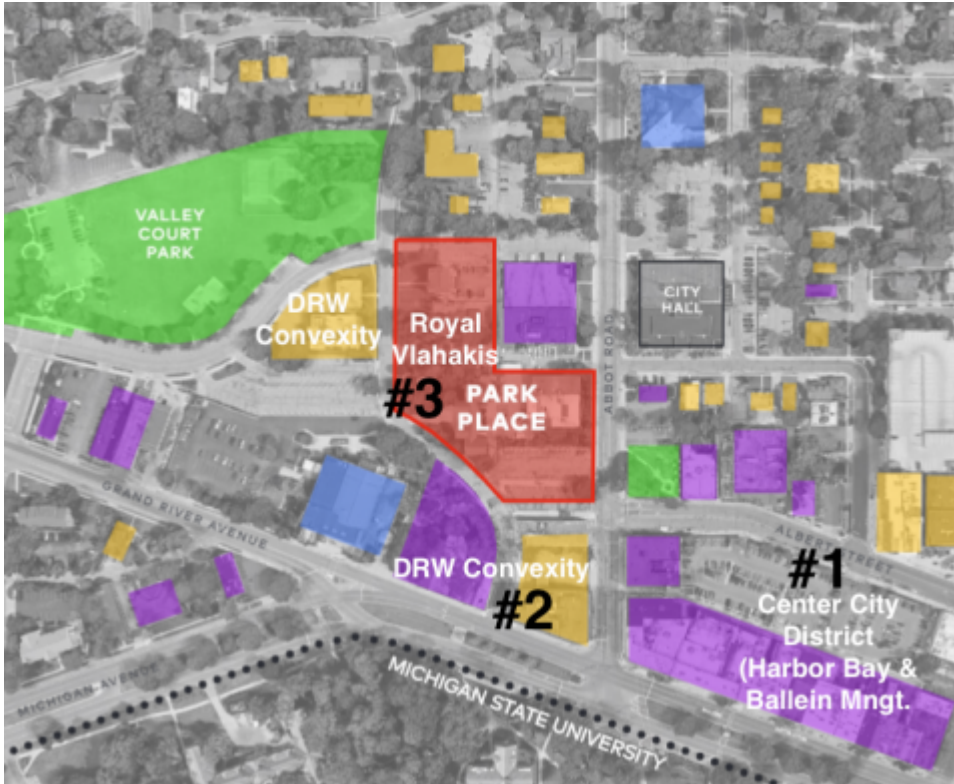 VALLEY
COURT
PARK
DRW
Convexity
Royal
Vlahakis
#3
PARK
PLACE
CITY
HALL
ABBOT ROAD
GRAND RIVER AVENUE
DRW Convexity
#2
ALBERT STREET
#1
Center City
District
(Harbor Bay &
Ballein Mngt.
MICHIGAN AVENUE
MICHIGAN STATE UNIVERSITY